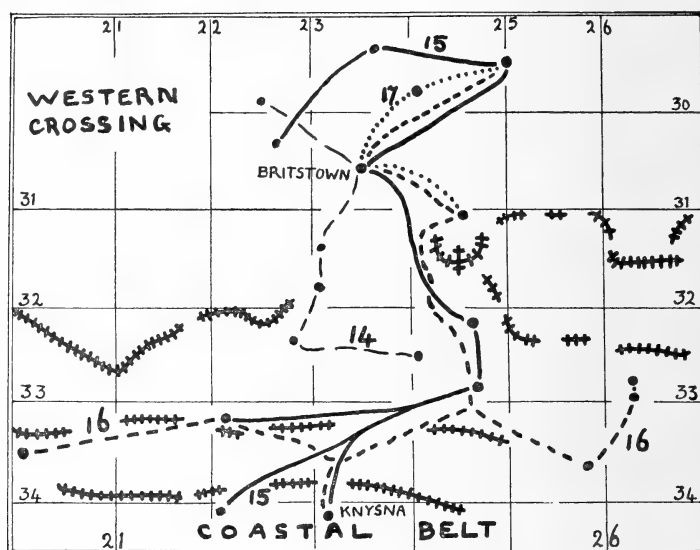 21 22 23 24 25 26
15
WESTERN
CROSSING
17
30
BRITSTOWN
31 31
32 32
14
33 33
16 16
15
34 34
KNYSNA
COASTAL BELT
21 26